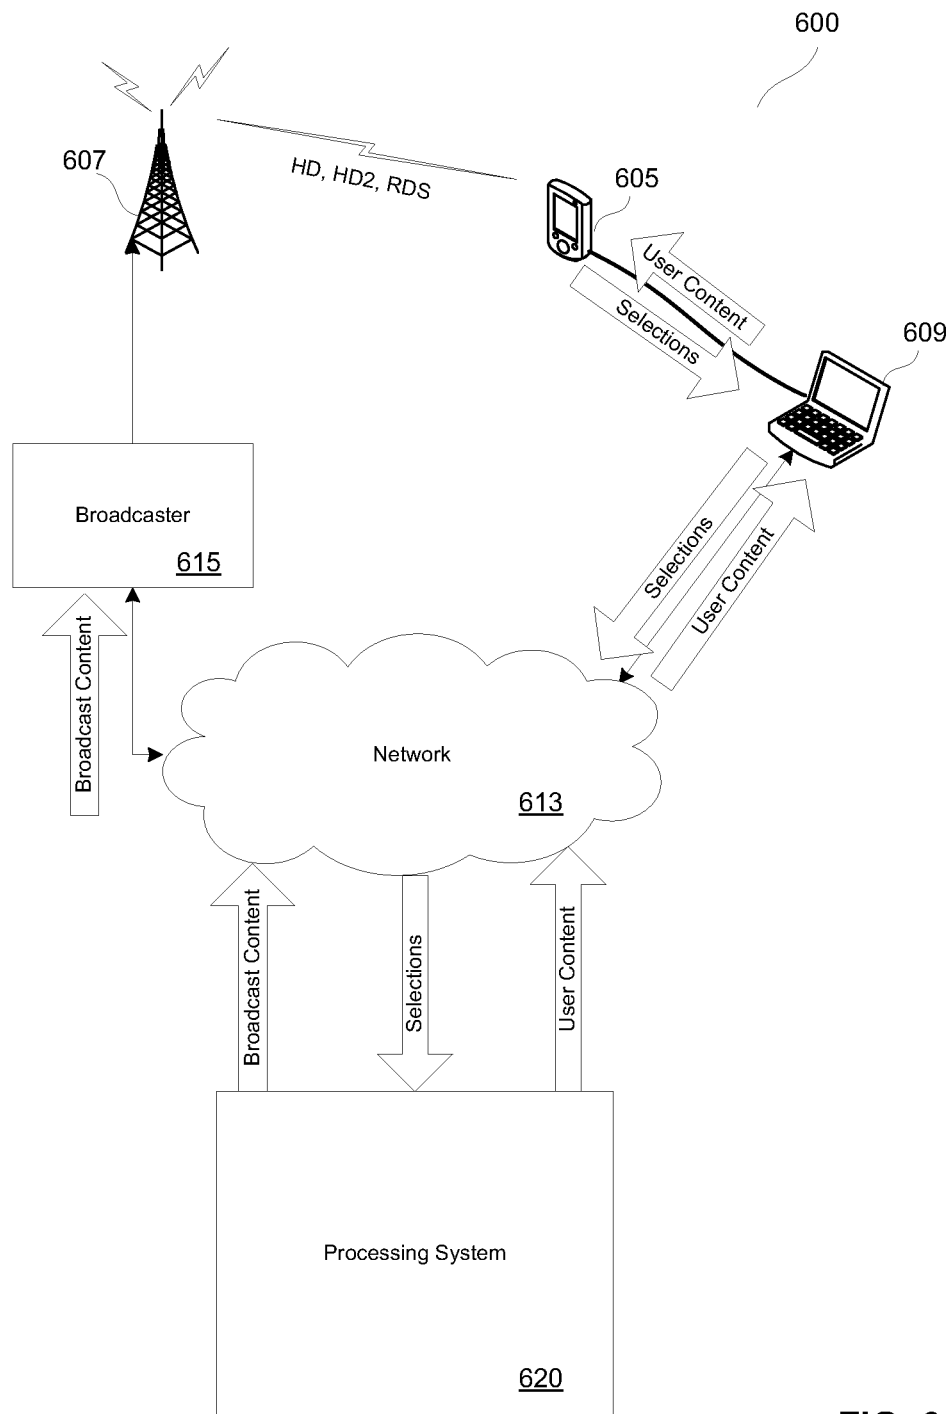 600
607
HD, HD2, RDS
605
User Content
Selections
609
Broadcaster
615
Selections
User Content
Broadcast Content
Network
613
Broadcast Content
Selections
User Content
Processing System
620